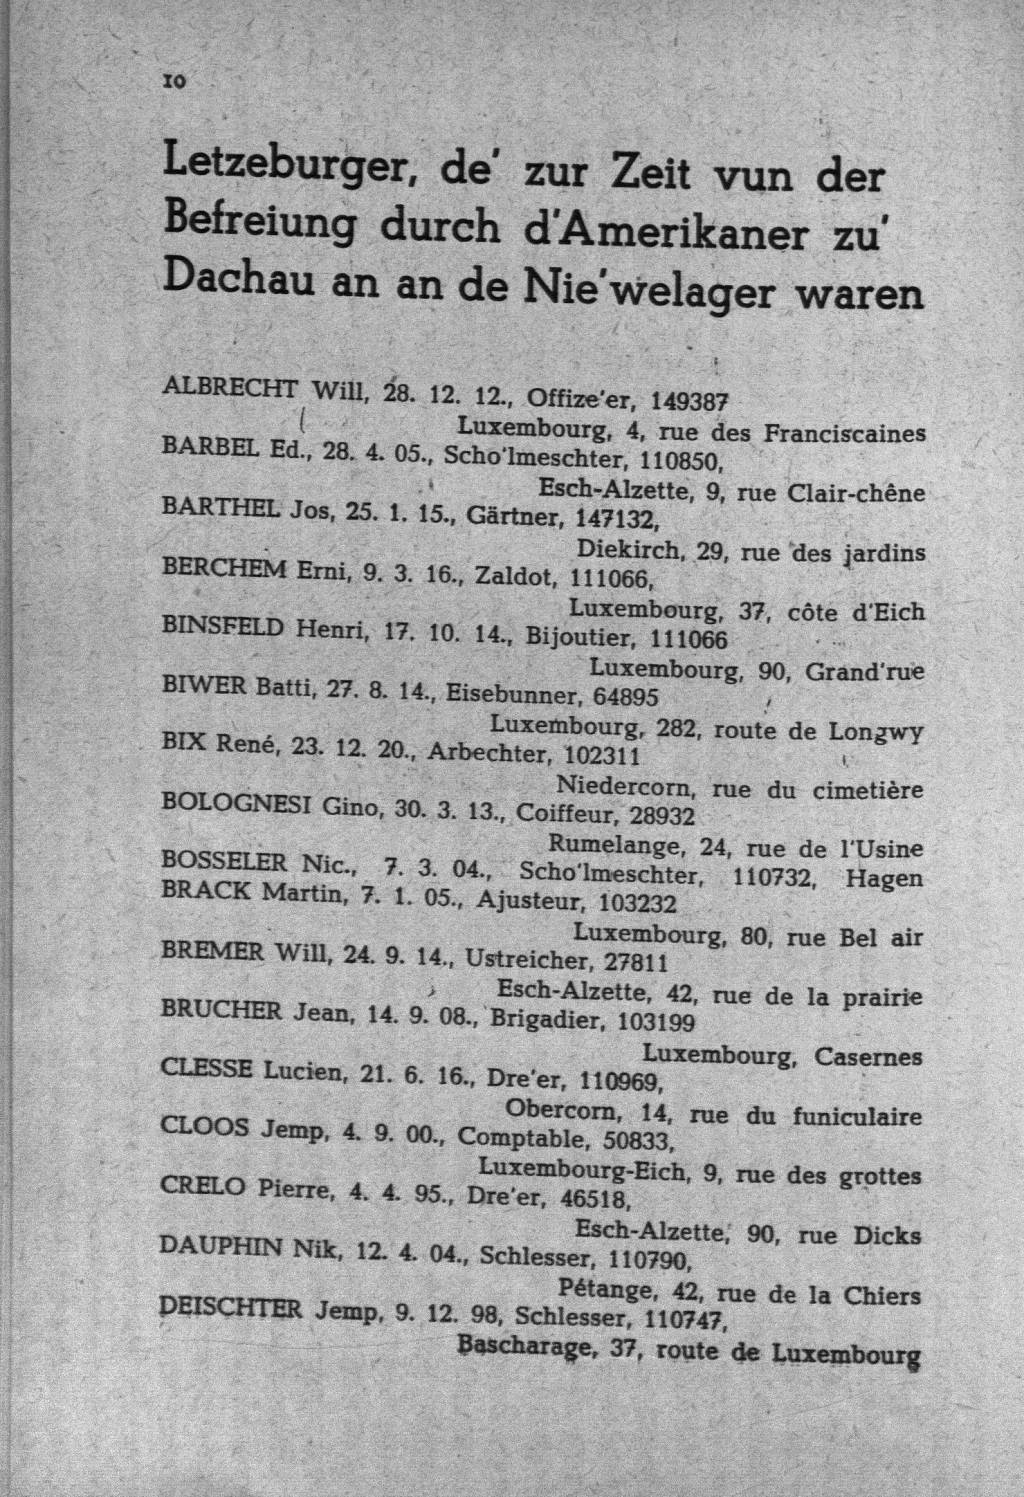 10
Letzeburger, de' zur Zeit vun der
Befreiung durch d'Amerikaner zu'
Dachau an an de Nie'welager waren
ALBRECHT Will, 28. 12. 12., Offize'er, 149387
Luxembourg, 4, rue des Franciscaines
BARBEL Ed., 28. 4. 05., Scho'lmeschter, 110850,
Esch-Alzette, 9, rue Clair-chêne
BARTHEL Jos, 25. 1. 15., Gärtner, 147132,
Diekirch, 29, rue des jardins
BERCHEM Erni, 9. 3. 16., Zaldot, 111066,
Luxembourg, 37, côte d'Eich
BINSFELD Henri, 17. 10. 14., Bijoutier, 111066
Luxembourg, 90, Grand'rue
BIWER Batti, 27. 8. 14., Eisebunner, 64895
Luxembourg, 282, route de Longwy
BIX René, 23. 12. 20., Arbechter, 102311
Niedercorn, rue du cimetière
BOLOGNESI Gino, 30. 3. 13., Coiffeur, 28932
Rumelange, 24, rue de l'Usine
BOSSELER Nic., 7. 3. 04., Scho'lmeschter, 110732, Hagen
BRACK Martin, 7. 1. 05., Ajusteur, 103232
Luxembourg, 80, rue Bel air
BREMER Will, 24. 9. 14., Ustreicher, 27811
Esch-Alzette, 42, rue de la prairie
BRUCHER Jean, 14. 9. 08., Brigadier, 103199
Luxembourg, Casernes
CLESSE Lucien, 21. 6. 16., Dre'er, 110969,
Obercorn, 14, rue du funiculaire
CLOOS Jemp, 4. 9. 00., Comptable, 50833,
Luxembourg-Eich, 9, rue des grottes
CRELO Pierre, 4. 4. 95., Dre'er, 46518,
Esch-Alzette, 90, rue Dicks
DAUPHIN Nik, 12. 4. 04., Schlesser, 110790,
Pétange, 42, rue de la Chiers
DEISCHTER Jemp, 9. 12. 98, Schlesser, 110747,
Bascharage, 37, route de Luxembourg